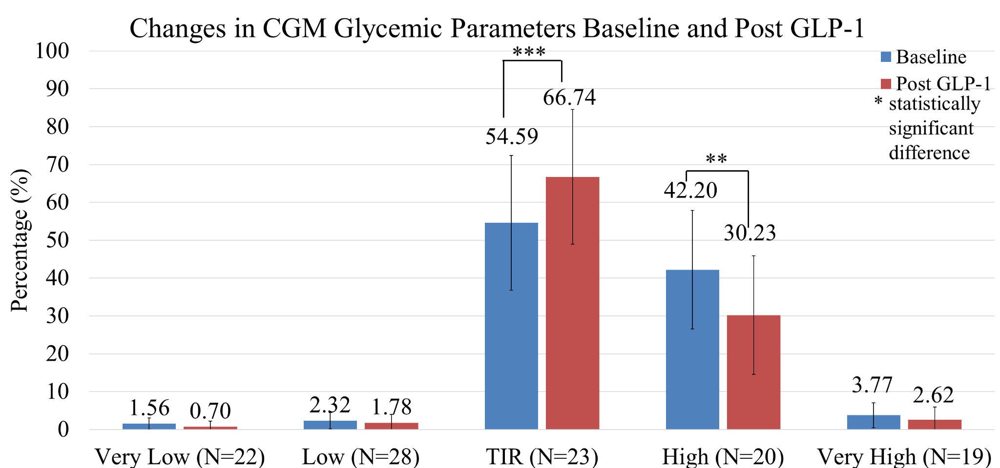 Changes in CGM Glycemic Parameters Baseline and Post GLP-1
100
90
80
70
60
50
40
30
20
10
0
Percentage (%)
***
**
1.56
0.70
2.32
1.78
54.59
66.74
42.20
30.23
3.77
2.62
Very Low (N=22)
Low (N=28)
TIR (N=23)
High (N=20)
Very High (N=19)
Baseline
Post GLP-1
* statistically
significant
difference